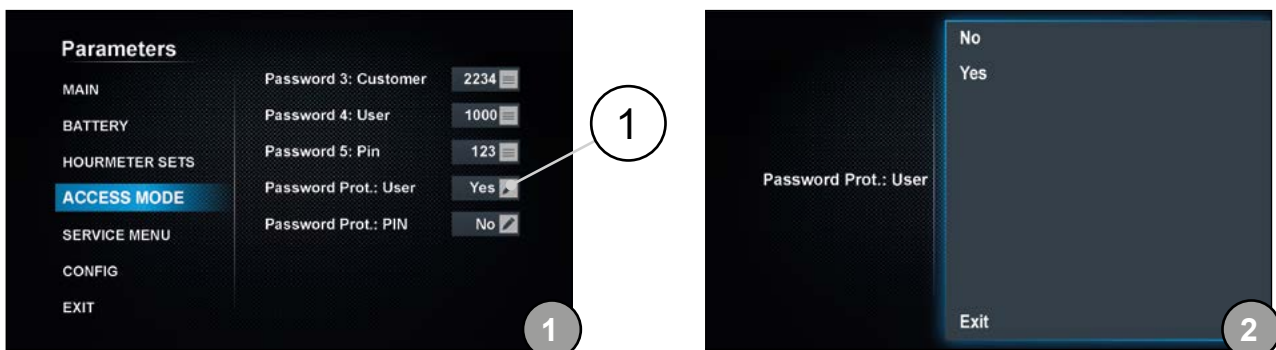 Parameters
MAIN
BATTERY
HOURMETER SETS
ACCESS MODE
SERVICE MENU
CONFIG
EXIT
Password 3: Customer 2234
Password 4: User 1000
Password 5: Pin 123
Password Prot.: User Yes
Password Prot.: PIN No
1
1
Password Prot.: User
No
Yes
Exit
2